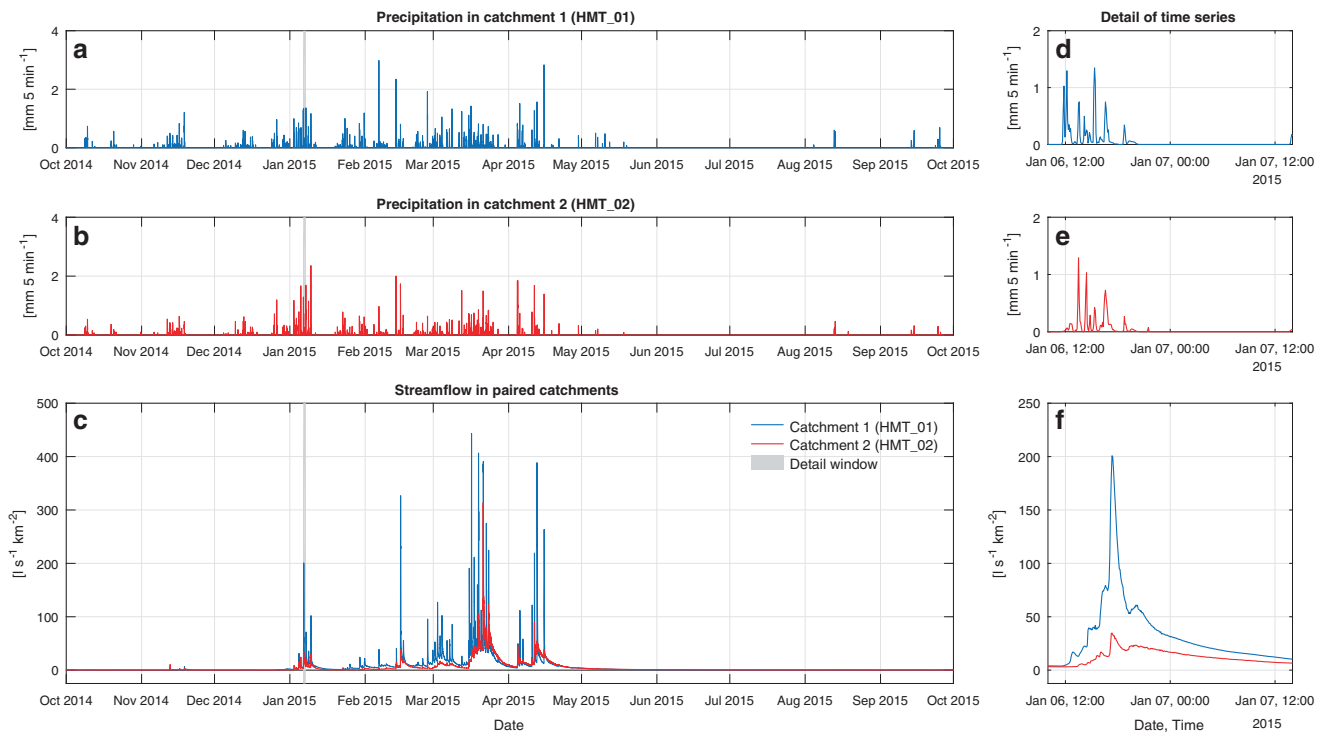 Precipitation in catchment 1 (HMT_01)
a
[mm 5 min⁻¹]
4
2
0
Oct 2014 Nov 2014 Dec 2014 Jan 2015 Feb 2015 Mar 2015 Apr 2015 May 2015 Jun 2015 Jul 2015 Aug 2015 Sep 2015 Oct 2015
Detail of time series
d
[mm 5 min⁻¹]
2
1
0
Jan 06, 12:00 Jan 07, 00:00 Jan 07, 12:00
2015
Precipitation in catchment 2 (HMT_02)
b
[mm 5 min⁻¹]
4
2
0
Oct 2014 Nov 2014 Dec 2014 Jan 2015 Feb 2015 Mar 2015 Apr 2015 May 2015 Jun 2015 Jul 2015 Aug 2015 Sep 2015 Oct 2015
e
[mm 5 min⁻¹]
2
1
0
Jan 06, 12:00 Jan 07, 00:00 Jan 07, 12:00
2015
Streamflow in paired catchments
c
[l s⁻¹ km⁻²]
500
400
300
200
100
0
Catchment 1 (HMT_01)
Catchment 2 (HMT_02)
Detail window
Oct 2014 Nov 2014 Dec 2014 Jan 2015 Feb 2015 Mar 2015 Apr 2015 May 2015 Jun 2015 Jul 2015 Aug 2015 Sep 2015 Oct 2015
Date
f
[l s⁻¹ km⁻²]
250
200
150
100
50
0
Jan 06, 12:00 Jan 07, 00:00 Jan 07, 12:00
Date, Time 2015